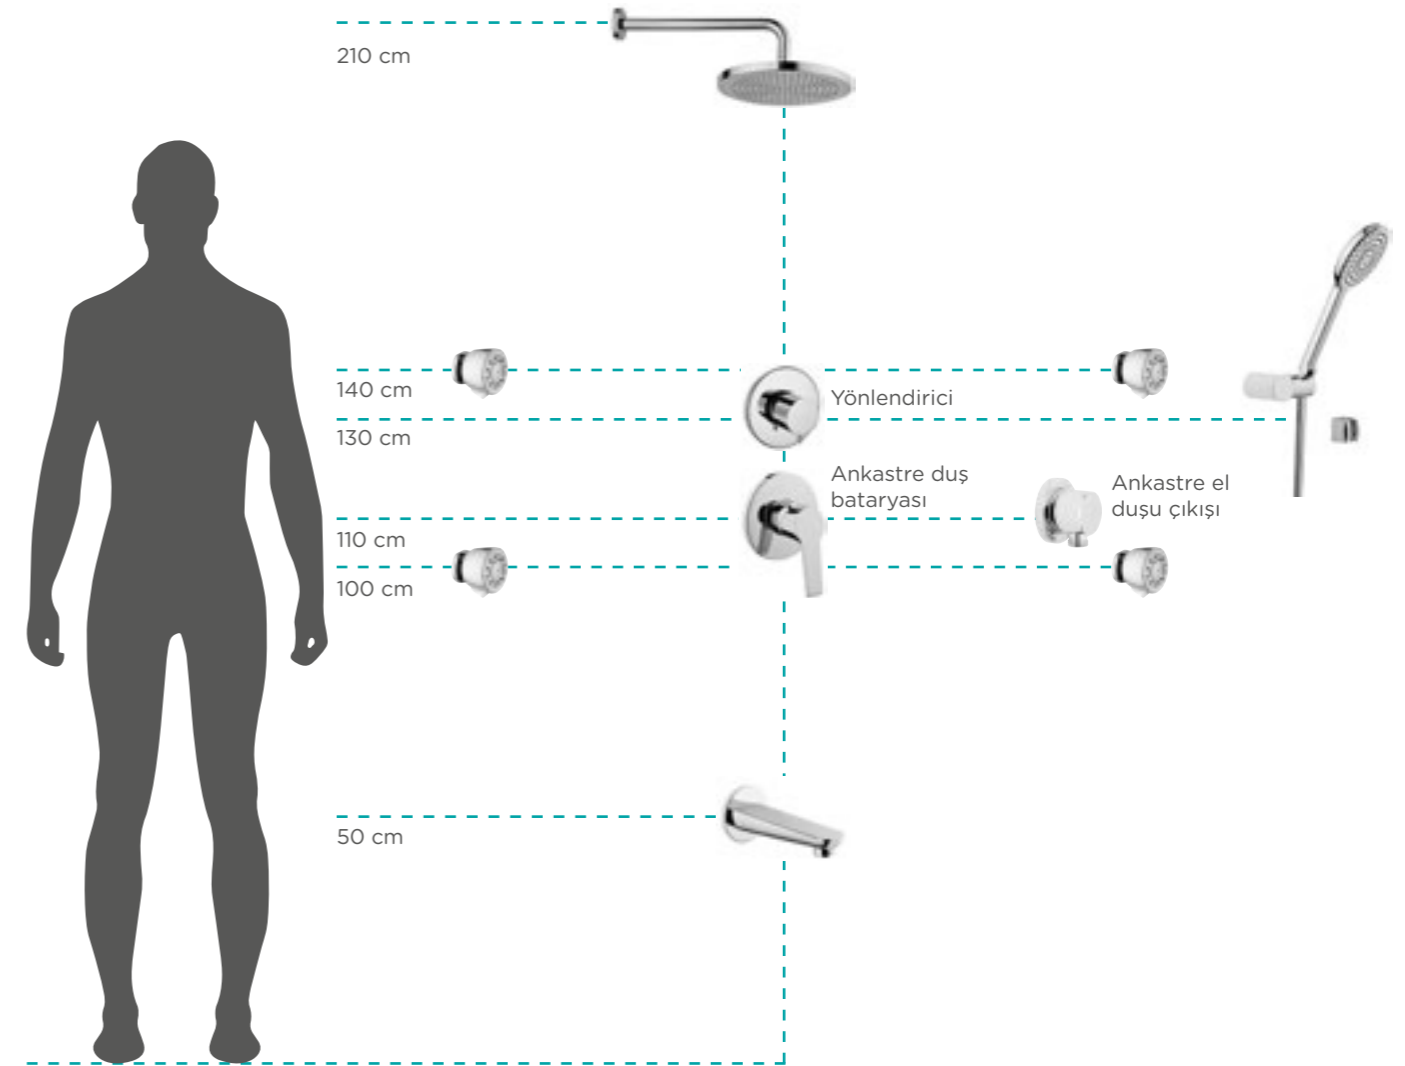 210 cm
140 cm
Yönlendirici
130 cm
Ankastre duş
bataryası
Ankastre el
duşu çıkışı
110 cm
100 cm
50 cm